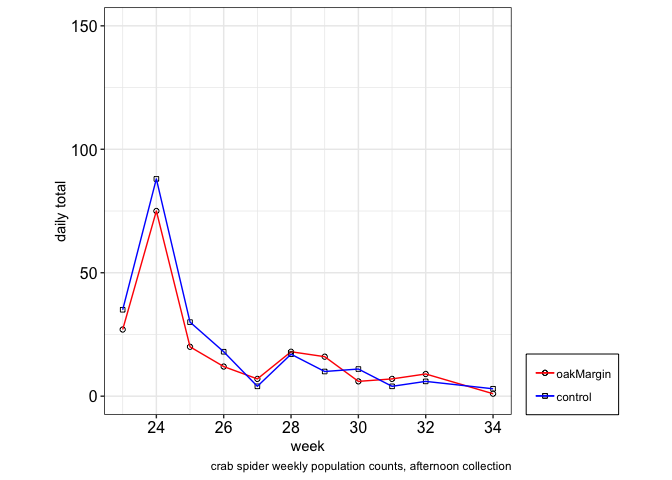 150
100
50
0
daily total
24 26 28 30 32 34
week
crab spider weekly population counts, afternoon collection
oakMargin
control